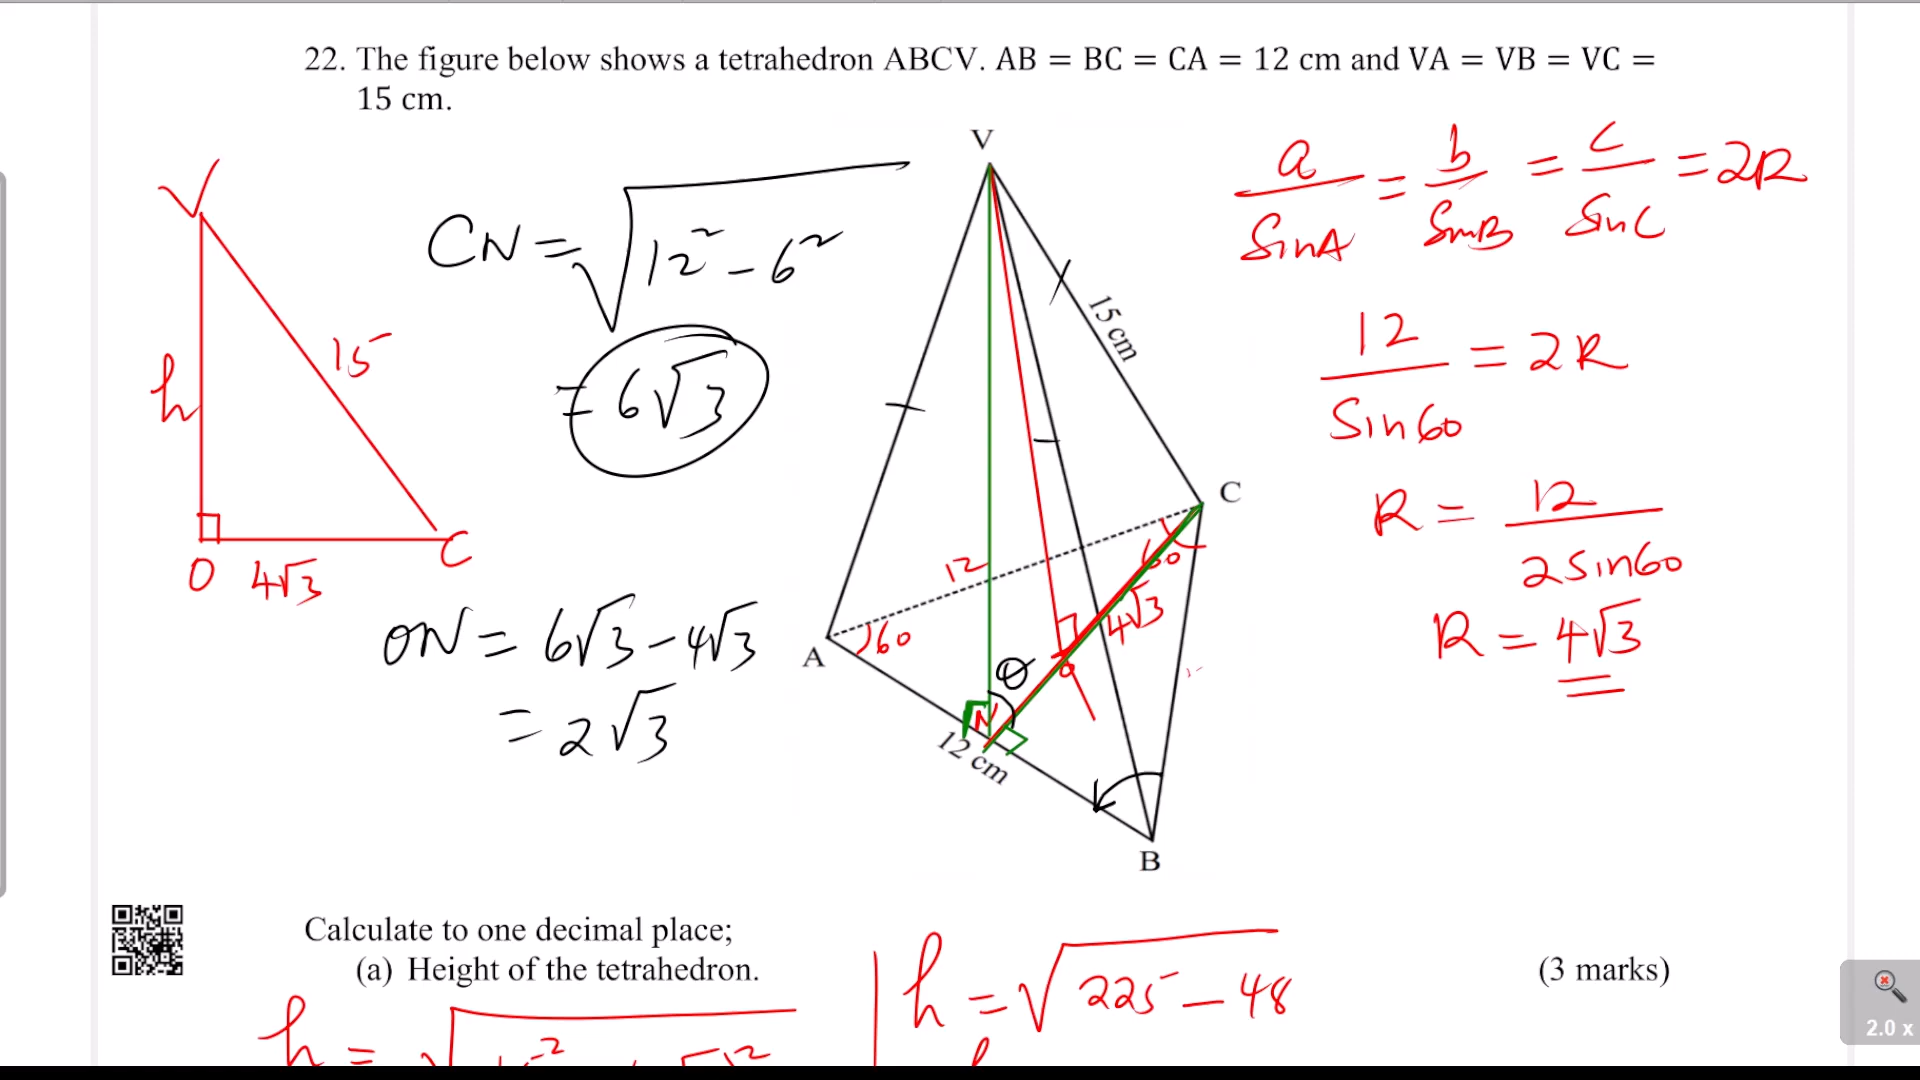 22. The figure below shows a tetrahedron ABCV. AB = BC = CA = 12 cm and VA = VB = VC =
15 cm.
V
a/SinA = b/SinB = c/SinC = 2R
V
CN = √12² - 6²
15 cm
12/Sin60 = 2R
15
h
= 6√3
C
R = 12/2Sin60
12
60
O 4√3 C
4√3
R = 4√3
ON = 6√3 - 4√3
60
A
θ
O
= 2√3
N
12 cm
B
Calculate to one decimal place;
(a) Height of the tetrahedron. (3 marks)
h = √225 - 48
h =
2.0 x